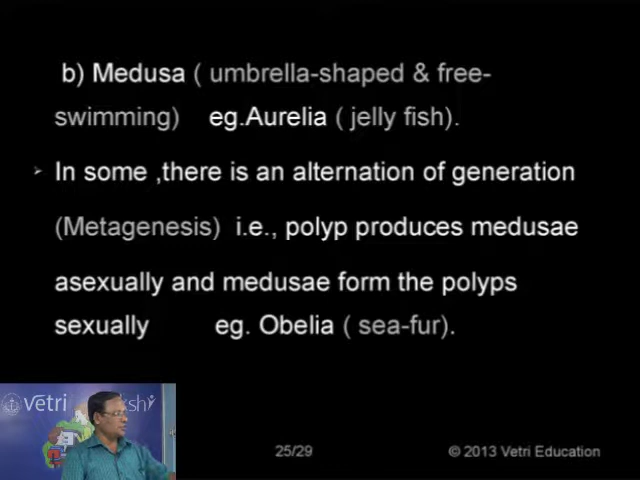 b) Medusa ( umbrella-shaped & free-
swimming) eg.Aurelia ( jelly fish).
In some ,there is an alternation of generation
(Metagenesis) i.e., polyp produces medusae
asexually and medusae form the polyps
sexually eg. Obelia ( sea-fur).
vetri kshi
25/29 © 2013 Vetri Education